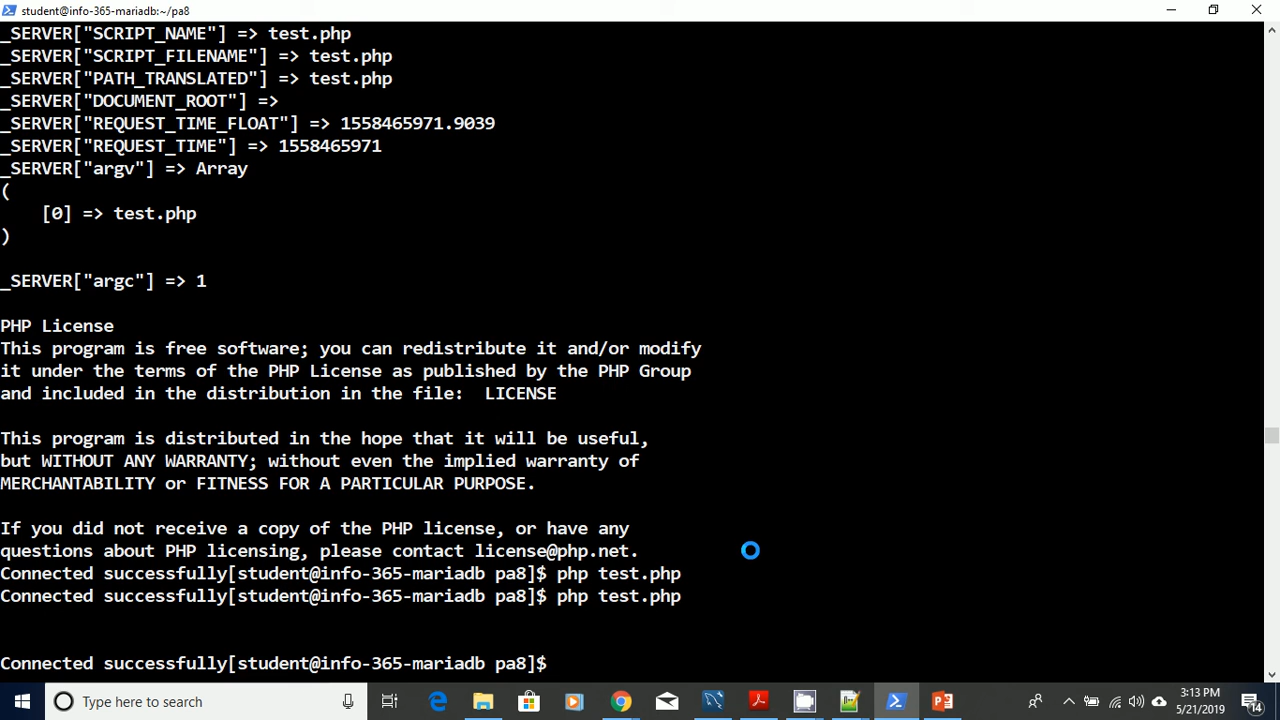 student@info-365-mariadb:~/pa8
_SERVER["SCRIPT_NAME"] => test.php
_SERVER["SCRIPT_FILENAME"] => test.php
_SERVER["PATH_TRANSLATED"] => test.php
_SERVER["DOCUMENT_ROOT"] =>
_SERVER["REQUEST_TIME_FLOAT"] => 1558465971.9039
_SERVER["REQUEST_TIME"] => 1558465971
_SERVER["argv"] => Array
(
    [0] => test.php
)
_SERVER["argc"] => 1
PHP License
This program is free software; you can redistribute it and/or modify
it under the terms of the PHP License as published by the PHP Group
and included in the distribution in the file:  LICENSE
This program is distributed in the hope that it will be useful,
but WITHOUT ANY WARRANTY; without even the implied warranty of
MERCHANTABILITY or FITNESS FOR A PARTICULAR PURPOSE.
If you did not receive a copy of the PHP license, or have any
questions about PHP licensing, please contact license@php.net.
Connected successfully[student@info-365-mariadb pa8]$ php test.php
Connected successfully[student@info-365-mariadb pa8]$ php test.php
Connected successfully[student@info-365-mariadb pa8]$
Type here to search
3:13 PM
5/21/2019
14